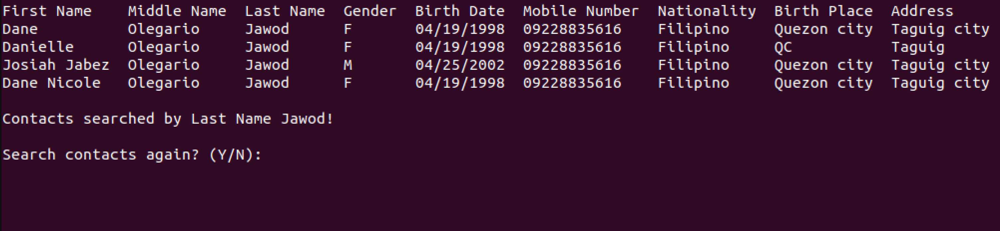 First Name    Middle Name  Last Name  Gender  Birth Date  Mobile Number  Nationality  Birth Place  Address
Dane          Olegario     Jawod      F       04/19/1998  09228835616    Filipino     Quezon city  Taguig city
Danielle      Olegario     Jawod      F       04/19/1998  09228835616    Filipino     QC           Taguig
Josiah Jabez  Olegario     Jawod      M       04/25/2002  09228835616    Filipino     Quezon city  Taguig city
Dane Nicole   Olegario     Jawod      F       04/19/1998  09228835616    Filipino     Quezon city  Taguig city
Contacts searched by Last Name Jawod!
Search contacts again? (Y/N):